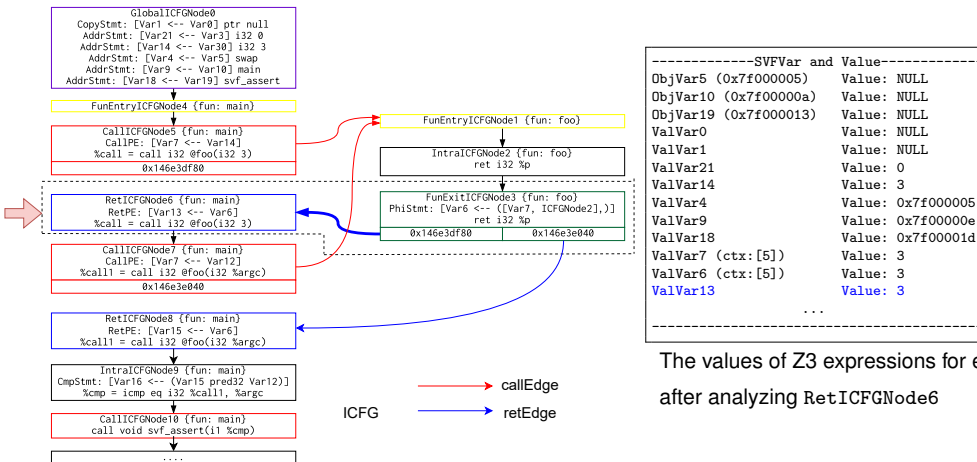 GlobalICFGNode0
CopyStmt: [Var1 <-- Var0] ptr null
AddrStmt: [Var21 <-- Var3] i32 0
AddrStmt: [Var14 <-- Var30] i32 3
AddrStmt: [Var4 <-- Var5] swap
AddrStmt: [Var9 <-- Var10] main
AddrStmt: [Var18 <-- Var19] svf_assert
FunEntryICFGNode4 {fun: main}
CallICFGNode5 {fun: main}
CallPE: [Var7 <-- Var14]
%call = call i32 @foo(i32 3)
0x146e3df80
RetICFGNode6 {fun: main}
RetPE: [Var13 <-- Var6]
%call = call i32 @foo(i32 3)
CallICFGNode7 {fun: main}
CallPE: [Var7 <-- Var12]
%call1 = call i32 @foo(i32 %argc)
0x146e3e040
RetICFGNode8 {fun: main}
RetPE: [Var15 <-- Var6]
%call1 = call i32 @foo(i32 %argc)
IntraICFGNode9 {fun: main}
CmpStmt: [Var16 <-- (Var15 pred32 Var12)]
%cmp = icmp eq i32 %call1, %argc
CallICFGNode10 {fun: main}
call void svf_assert(i1 %cmp)
....
FunEntryICFGNode1 {fun: foo}
IntraICFGNode2 {fun: foo}
ret i32 %p
FunExitICFGNode3 {fun: foo}
PhiStmt: [Var6 <-- ([Var7, ICFGNode2],)]
ret i32 %p
0x146e3df80 0x146e3e040
ICFG
callEdge
retEdge
-------------SVFVar and Value-------------
ObjVar5 (0x7f000005) Value: NULL
ObjVar10 (0x7f00000a) Value: NULL
ObjVar19 (0x7f000013) Value: NULL
ValVar0 Value: NULL
ValVar1 Value: NULL
ValVar21 Value: 0
ValVar14 Value: 3
ValVar4 Value: 0x7f000005
ValVar9 Value: 0x7f00000e
ValVar18 Value: 0x7f00001d
ValVar7 (ctx:[5]) Value: 3
ValVar6 (ctx:[5]) Value: 3
ValVar13 Value: 3
...
------------------------------------------
The values of Z3 expressions for e
after analyzing RetICFGNode6